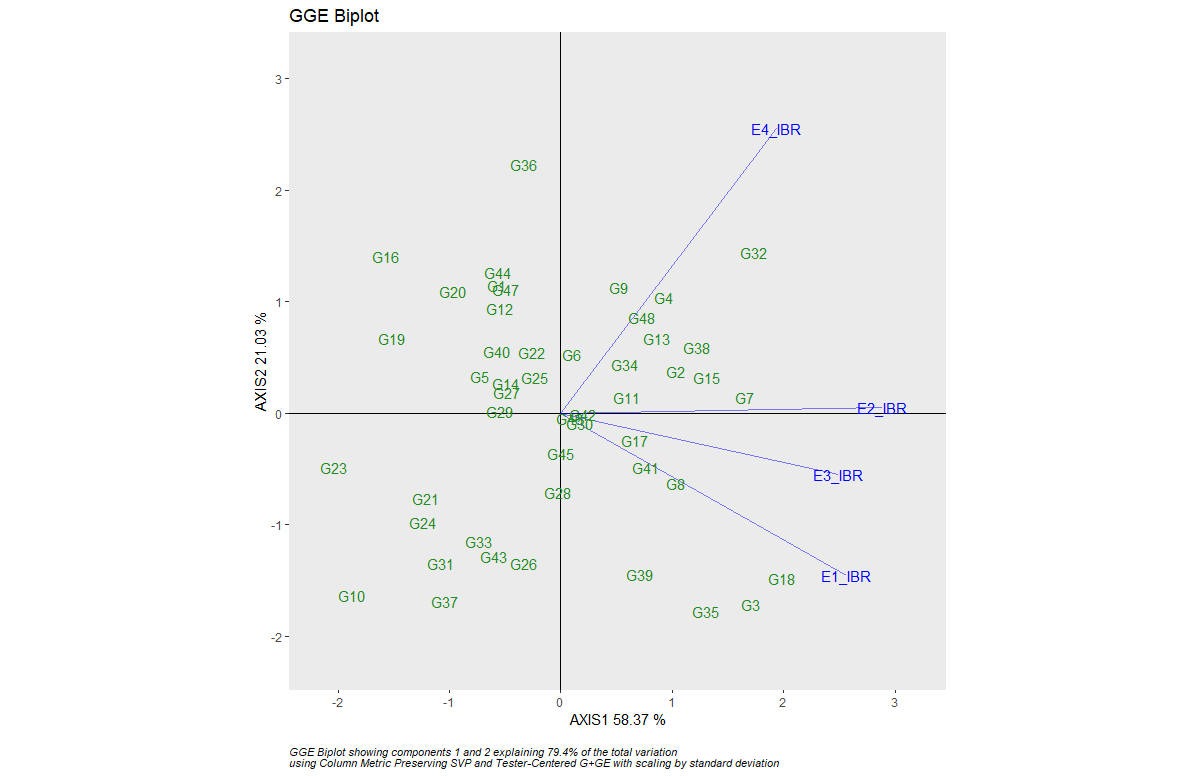 GGE Biplot
3
E4_IBR
G36
2
G16
G32
G44
G1
G47
G20
G9
G4
1
G12
G48
G19
G13
G38
G40
G22
G6
G34
G2
G5
G25
G15
G14
G17
G11
G7
G29
0
G42
E2_IBR
G30
G17
G45
G23
G41
E3_IBR
G8
G28
G21
G24
-1
G33
G43
G31
G26
G39
E1_IBR
G18
G10
G37
G3
G35
-2
AXIS2 21.03 %
-2 -1 0 1 2 3
AXIS1 58.37 %
GGE Biplot showing components 1 and 2 explaining 79.4% of the total variation
using Column Metric Preserving SVP and Tester-Centered G+GE with scaling by standard deviation